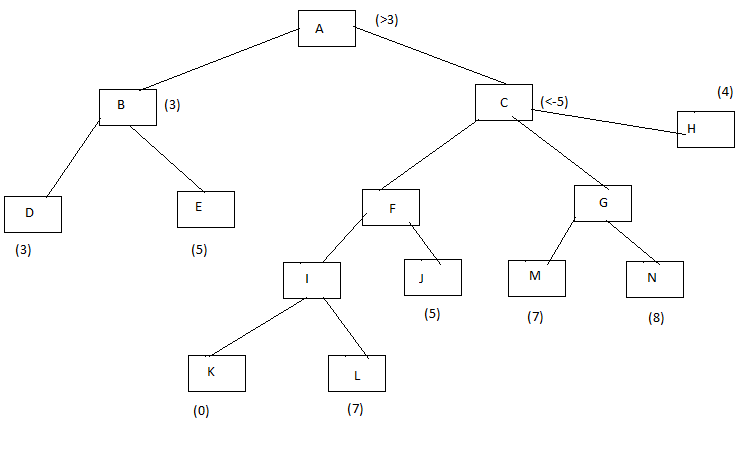 A (>3)
B (3)
C (<-5)
(4)
H
D
E
F
G
(3)
(5)
I
J
M
N
(5)
(7)
(8)
K
L
(0)
(7)